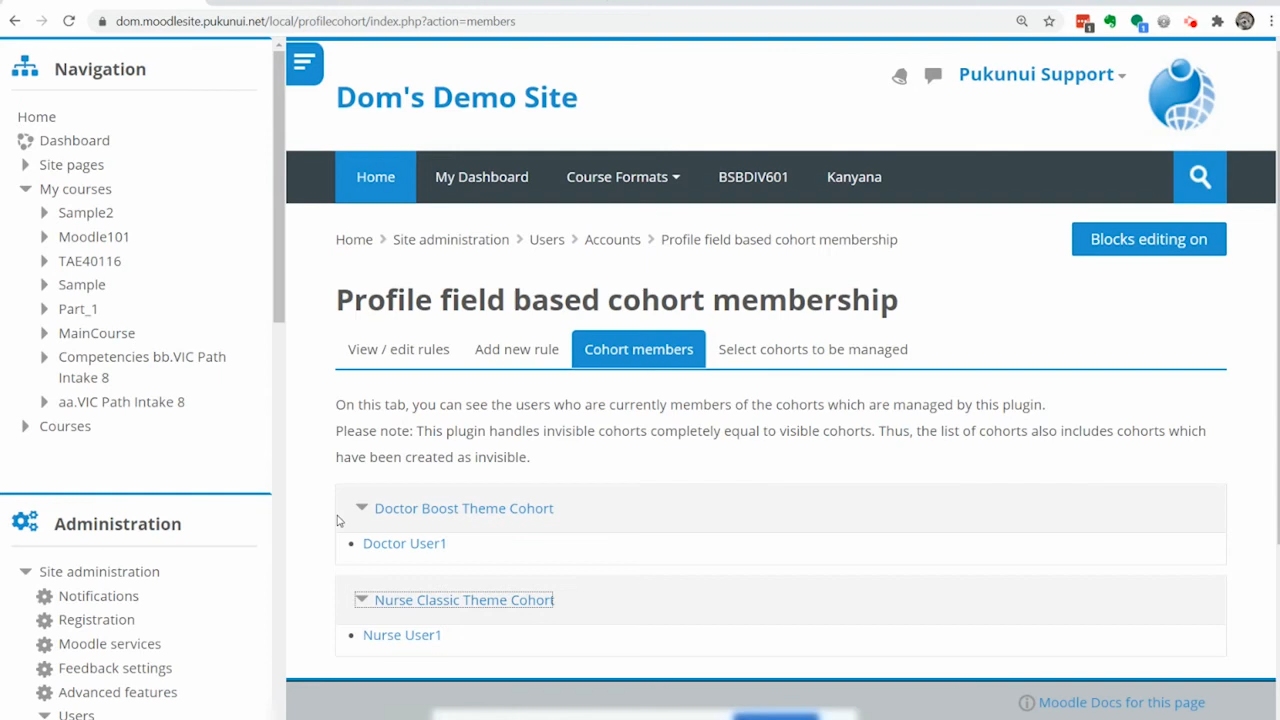 dom.moodlesite.pukunui.net/local/profilecohort/index.php?action=members
1
1
Navigation
Home
Dashboard
Site pages
My courses
Sample2
Moodle101
TAE40116
Sample
Part_1
MainCourse
Competencies bb.VIC Path
Intake 8
aa.VIC Path Intake 8
Courses
Administration
Site administration
Notifications
Registration
Moodle services
Feedback settings
Advanced features
Users
Dom's Demo Site
Pukunui Support
Home My Dashboard Course Formats BSBDIV601 Kanyana
Home Site administration Users Accounts Profile field based cohort membership
Blocks editing on
Profile field based cohort membership
View / edit rules Add new rule Cohort members Select cohorts to be managed
On this tab, you can see the users who are currently members of the cohorts which are managed by this plugin.
Please note: This plugin handles invisible cohorts completely equal to visible cohorts. Thus, the list of cohorts also includes cohorts which
have been created as invisible.
Doctor Boost Theme Cohort
• Doctor User1
Nurse Classic Theme Cohort
• Nurse User1
Moodle Docs for this page